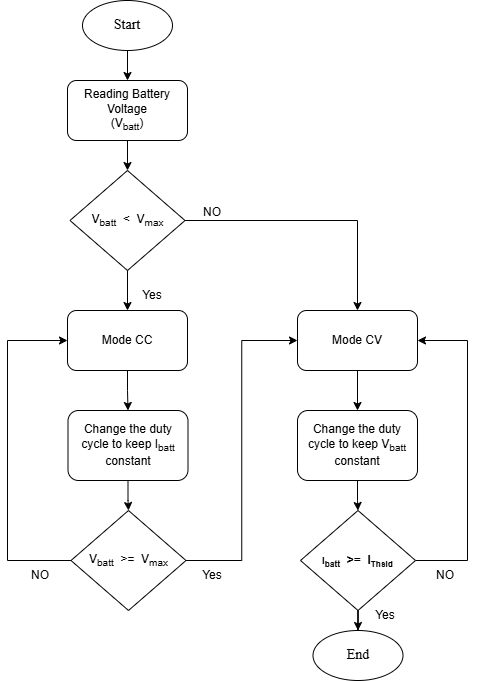 Start
Reading Battery
Voltage
(Vbatt)
Vbatt < Vmax
NO
Yes
Mode CC
Mode CV
Change the duty
cycle to keep Ibatt
constant
Change the duty
cycle to keep Vbatt
constant
Vbatt >= Vmax
Ibatt >= IThsld
NO
Yes
NO
Yes
End